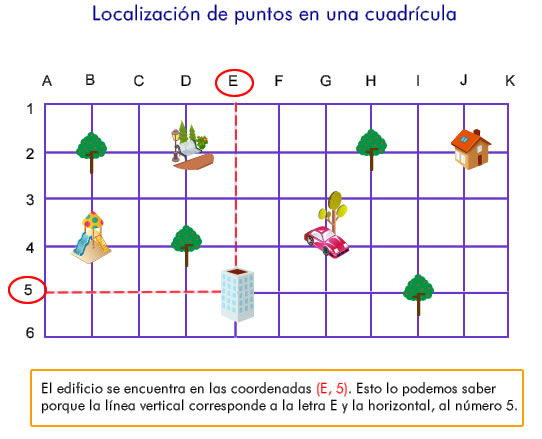 Localización de puntos en una cuadrícula
A B C D E F G H I J K
1
2
3
4
5
6
El edificio se encuentra en las coordenadas (E, 5). Esto lo podemos saber
porque la línea vertical corresponde a la letra E y la horizontal, al número 5.